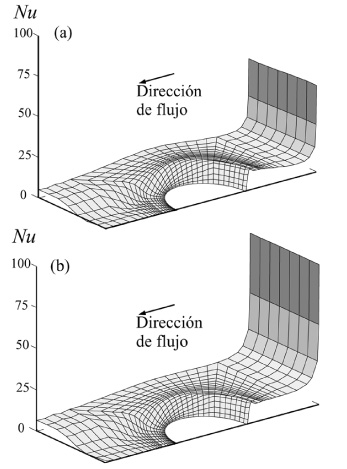 Nu
100
(a)
75
Dirección
de flujo
50
25
0
Nu
100
(b)
75
Dirección
de flujo
50
25
0